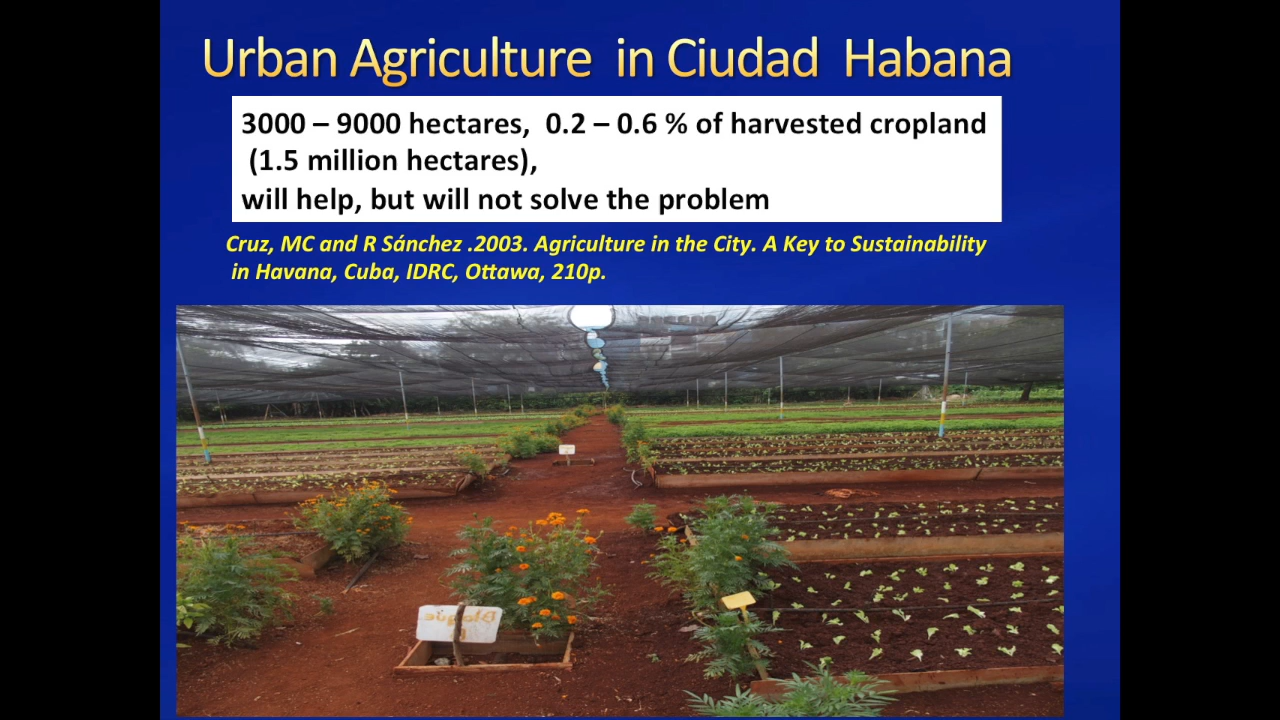 Urban Agriculture in Ciudad Habana
3000 – 9000 hectares, 0.2 – 0.6 % of harvested cropland
(1.5 million hectares),
will help, but will not solve the problem
Cruz, MC and R Sánchez .2003. Agriculture in the City. A Key to Sustainability
in Havana, Cuba, IDRC, Ottawa, 210p.